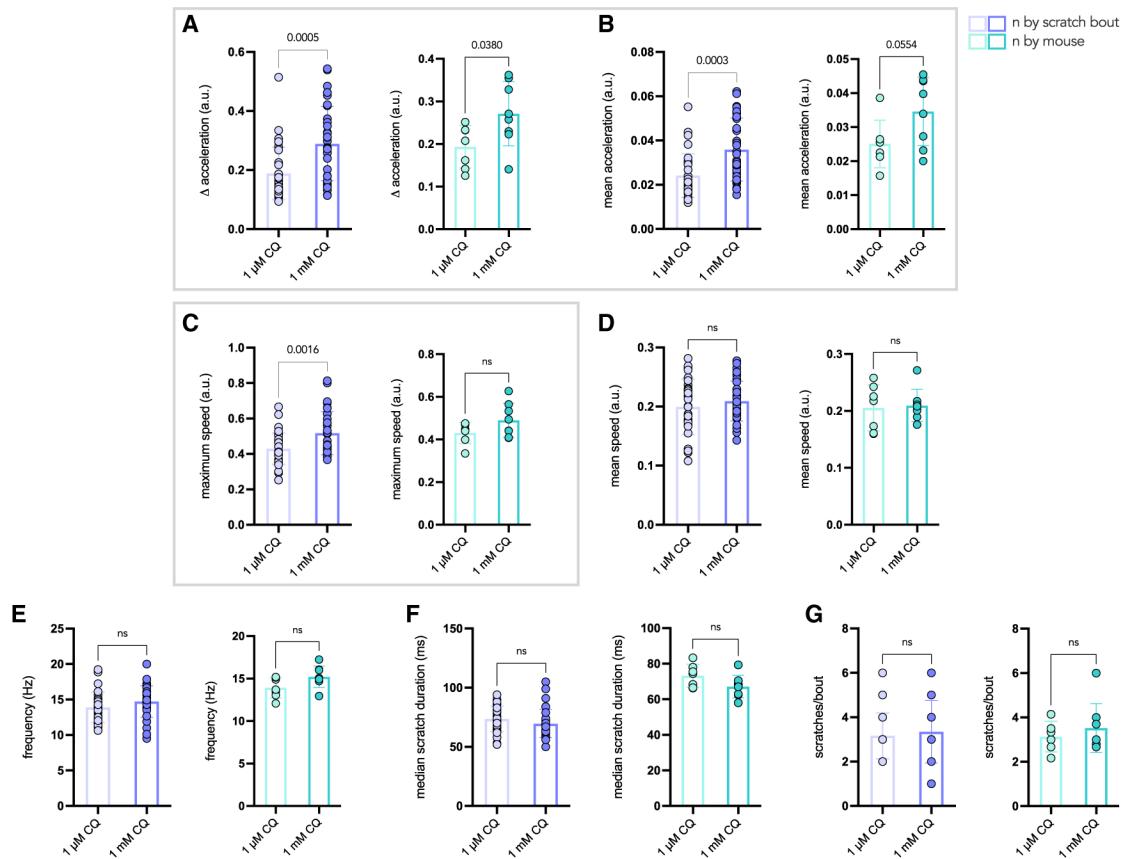 n by scratch bout
n by mouse
A
0.0005
0.6
0.4
0.2
0.0
Δ acceleration (a.u.)
1 µM CQ
1 mM CQ
0.0380
0.4
0.3
0.2
0.1
0.0
Δ acceleration (a.u.)
1 µM CQ
1 mM CQ
B
0.0003
0.08
0.06
0.04
0.02
0.00
mean acceleration (a.u.)
1 µM CQ
1 mM CQ
0.0554
0.05
0.04
0.03
0.02
0.01
0.00
mean acceleration (a.u.)
1 µM CQ
1 mM CQ
C
0.0016
1.0
0.8
0.6
0.4
0.2
0.0
maximum speed (a.u.)
1 µM CQ
1 mM CQ
ns
0.8
0.6
0.4
0.2
0.0
maximum speed (a.u.)
1 µM CQ
1 mM CQ
D
ns
0.3
0.2
0.1
0.0
mean speed (a.u.)
1 µM CQ
1 mM CQ
ns
0.3
0.2
0.1
0.0
mean speed (a.u.)
1 µM CQ
1 mM CQ
E
ns
25
20
15
10
5
0
frequency (Hz)
1 µM CQ
1 mM CQ
ns
20
15
10
5
0
frequency (Hz)
1 µM CQ
1 mM CQ
F
ns
150
100
50
0
median scratch duration (ms)
1 µM CQ
1 mM CQ
ns
100
80
60
40
20
0
median scratch duration (ms)
1 µM CQ
1 mM CQ
G
ns
8
6
4
2
0
scratches/bout
1 µM CQ
1 mM CQ
ns
8
6
4
2
0
scratches/bout
1 µM CQ
1 mM CQ